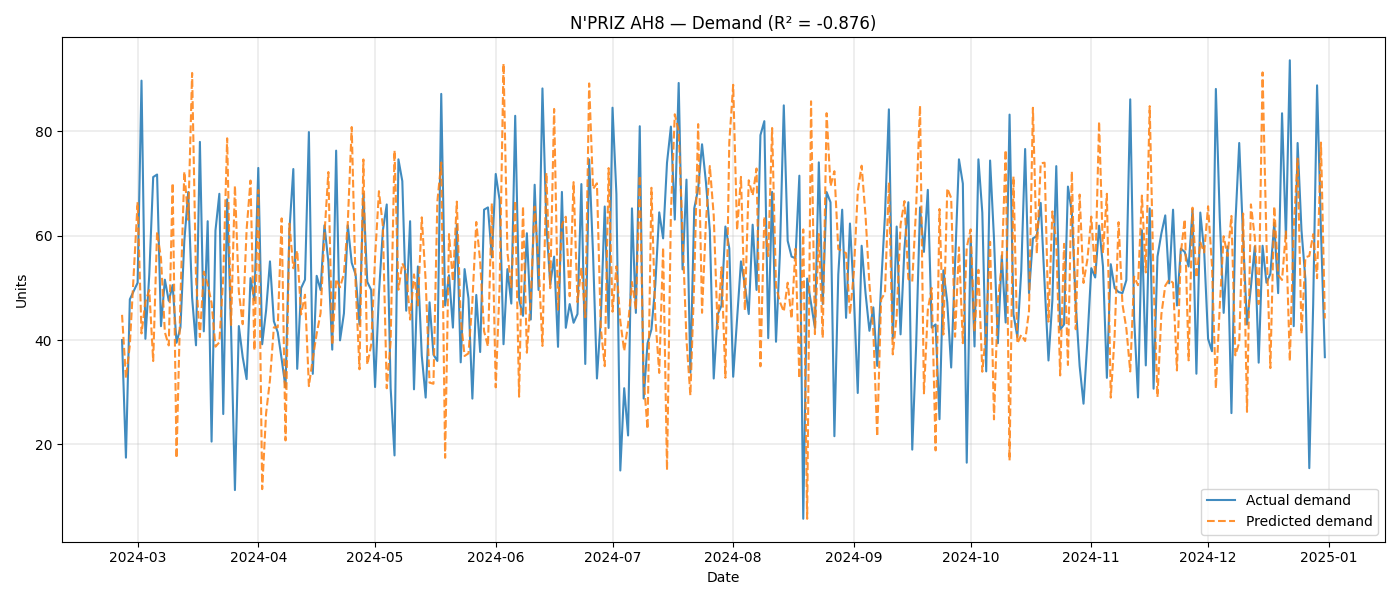 N'PRIZ AH8 — Demand (R² = -0.876)
Units
80
60
40
20
2024-03 2024-04 2024-05 2024-06 2024-07 2024-08 2024-09 2024-10 2024-11 2024-12 2025-01
Date
Actual demand
Predicted demand